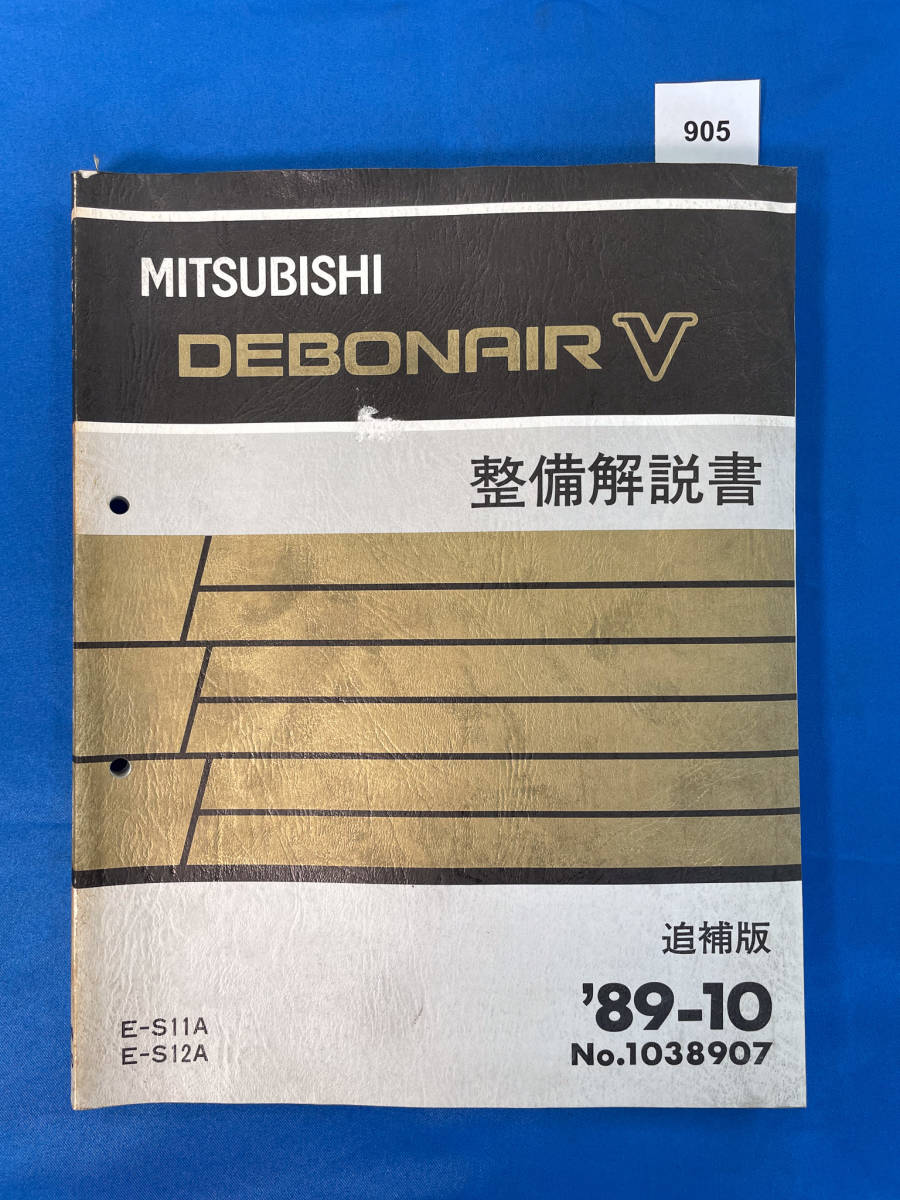 905
MITSUBISHI
DEBONAIR V
整備解説書
追補版
'89-10
No.1038907
E-S11A
E-S12A